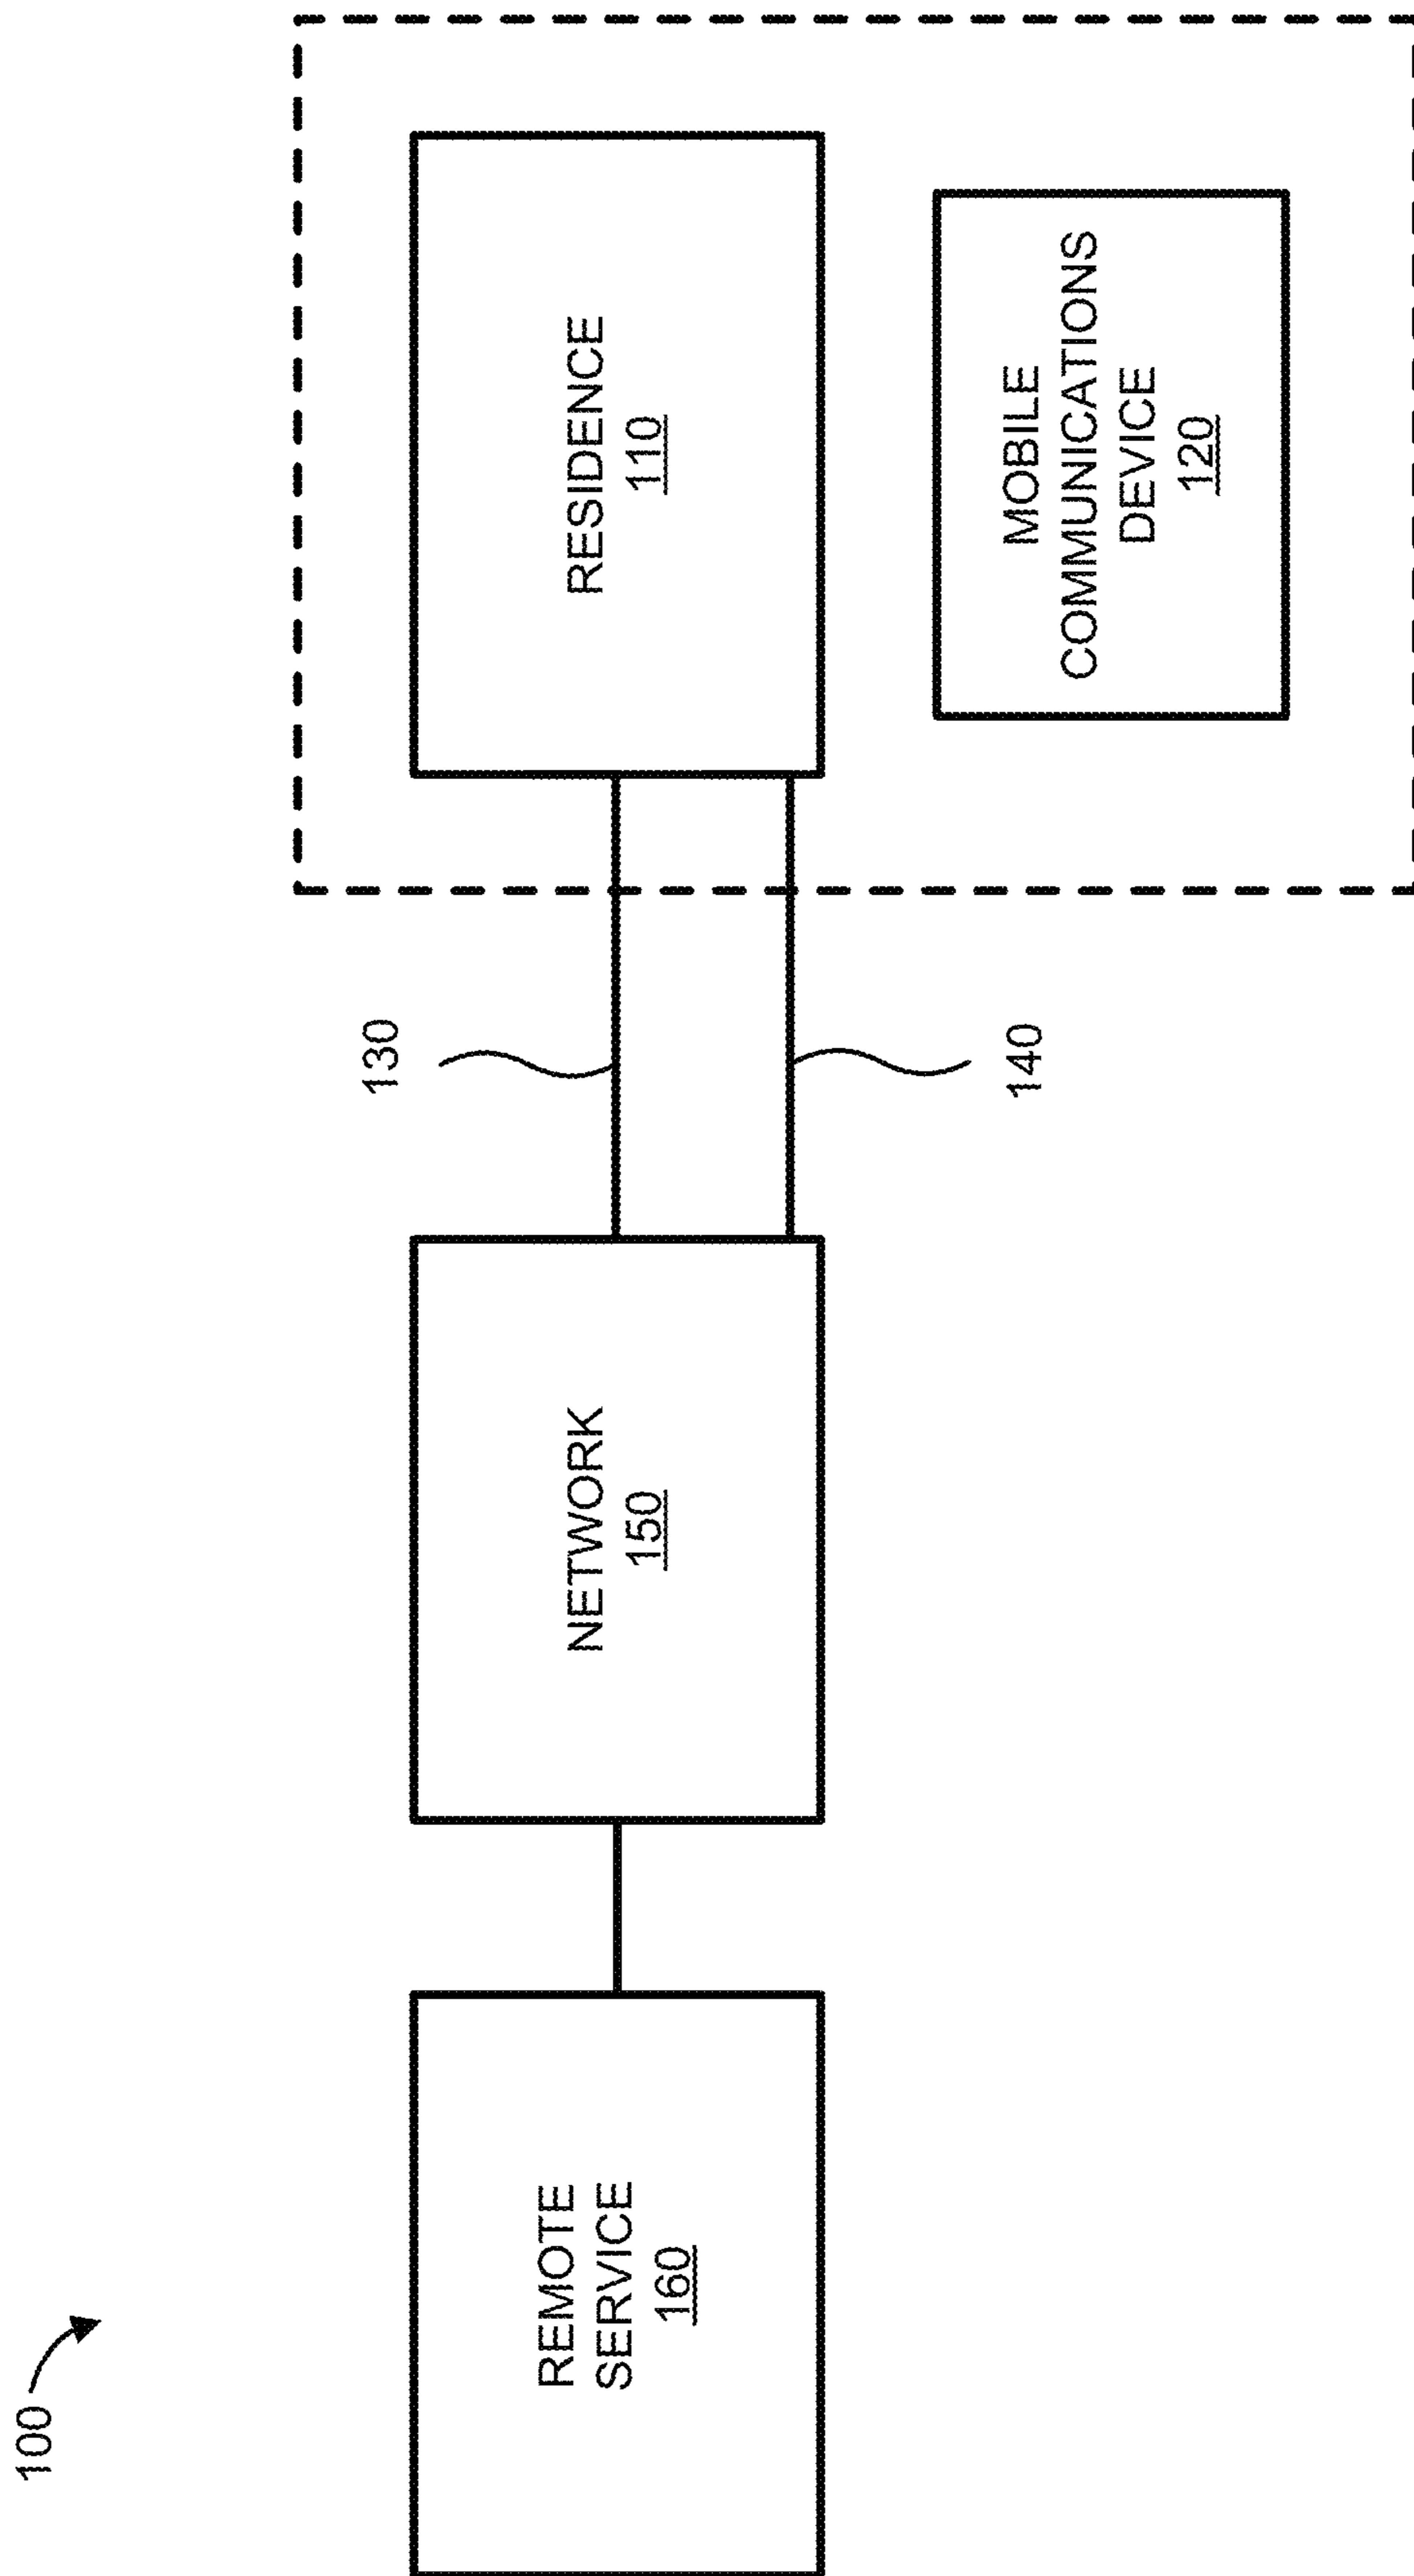 100
REMOTE
SERVICE
160
NETWORK
150
130
140
RESIDENCE
110
MOBILE
COMMUNICATIONS
DEVICE
120